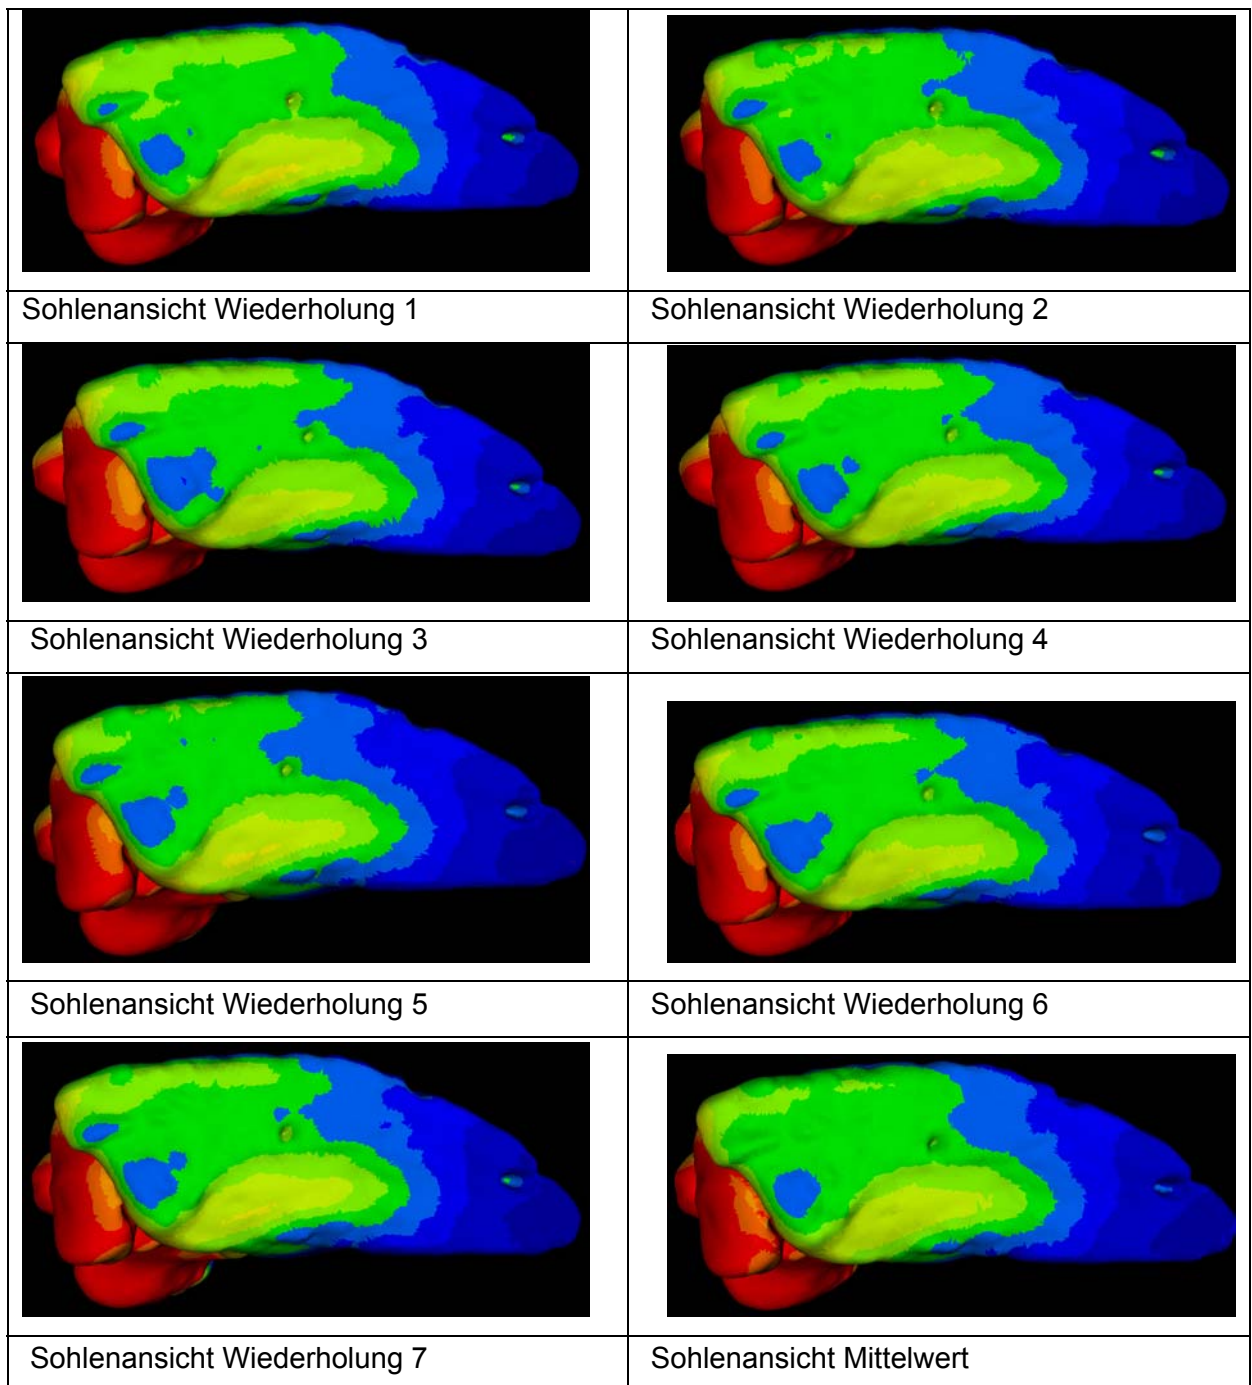 Sohlenansicht Wiederholung 1
Sohlenansicht Wiederholung 2
Sohlenansicht Wiederholung 3
Sohlenansicht Wiederholung 4
Sohlenansicht Wiederholung 5
Sohlenansicht Wiederholung 6
Sohlenansicht Wiederholung 7
Sohlenansicht Mittelwert